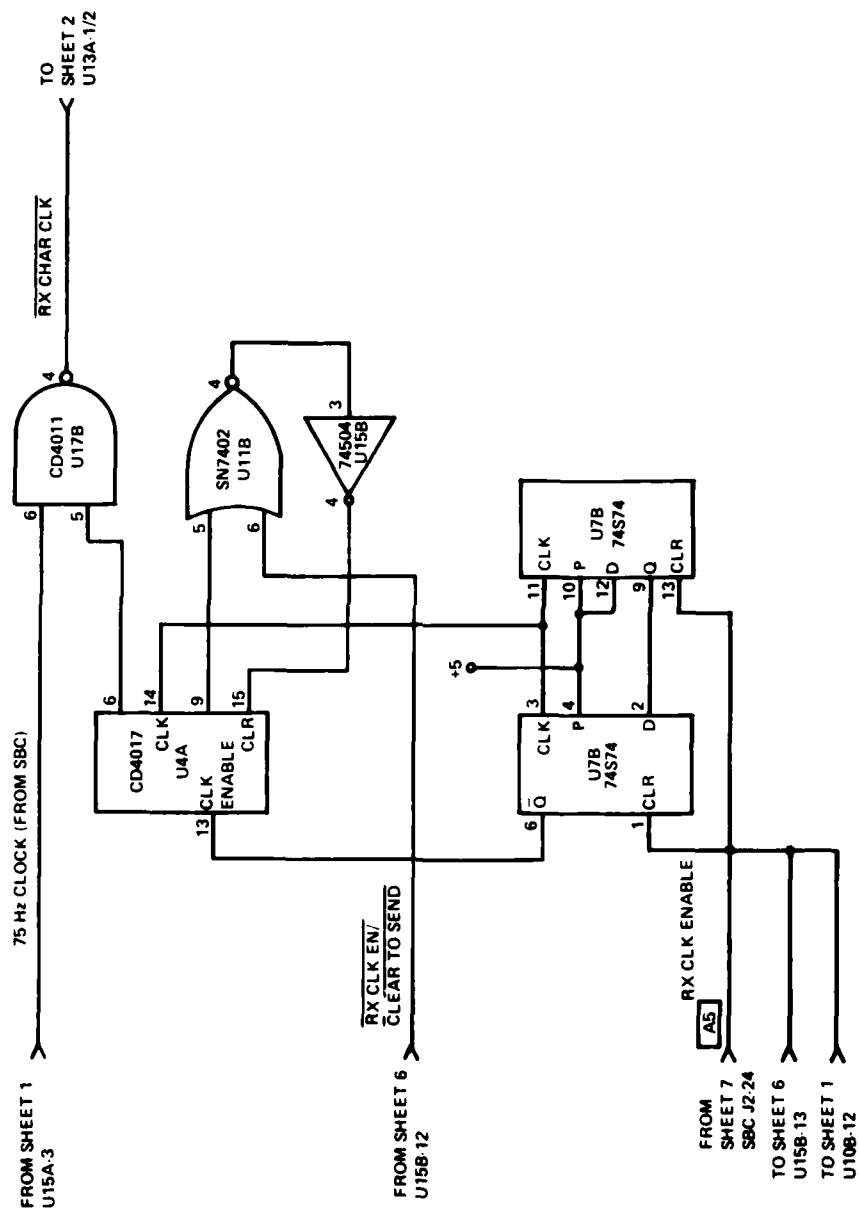 FROM SHEET 1
U15A-3
75 Hz CLOCK (FROM SBC)
6
5
CD4011
U17B
4
RX CHAR CLK
TO
SHEET 2
U13A-1/2
CD4017
U4A
13
CLK
ENABLE
6
14
CLK
9
15
CLR
5
6
SN7402
U11B
4
3
74504
U15B
4
RX CLK EN/
CLEAR TO SEND
FROM SHEET 6
U15B-12
+5
6
Q
1
CLR
U7B
74S74
3
CLK
4
P
2
D
11
CLK
10
P
12
D
9
Q
13
CLR
U7B
74S74
RX CLK ENABLE
A5
FROM
SHEET 7
SBC J2-24
TO SHEET 6
U15B-13
TO SHEET 1
U10B-12